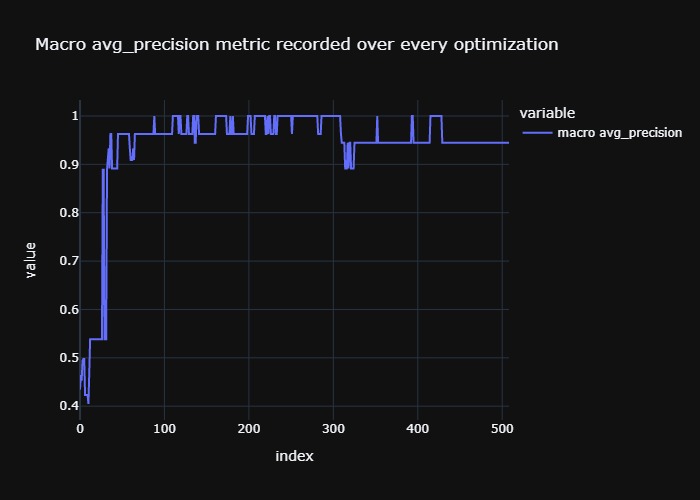 Macro avg_precision metric recorded over every optimization
variable
macro avg_precision
1
0.9
0.8
0.7
0.6
0.5
0.4
value
0 100 200 300 400 500
index